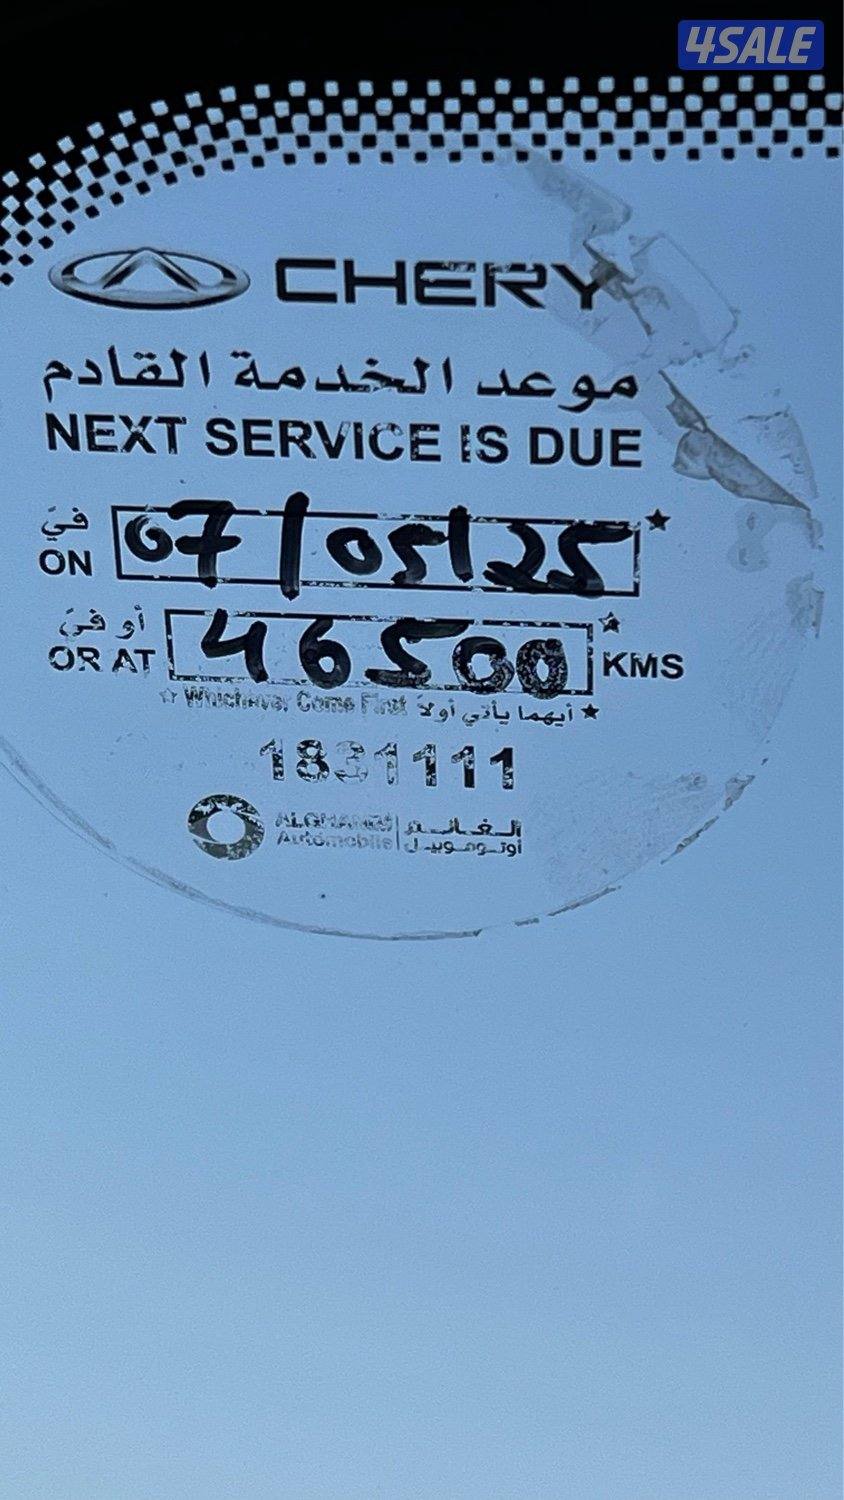 4SALE
CHERY
موعد الخدمة القادم
NEXT SERVICE IS DUE
في
ON 07/05/25 *
أو في
OR AT 46500 * KMS
* Whichever Come First أيهما يأتي أولاً *
1831111
ALGHANIM | الغانم
Automobile | أوتوموبيل